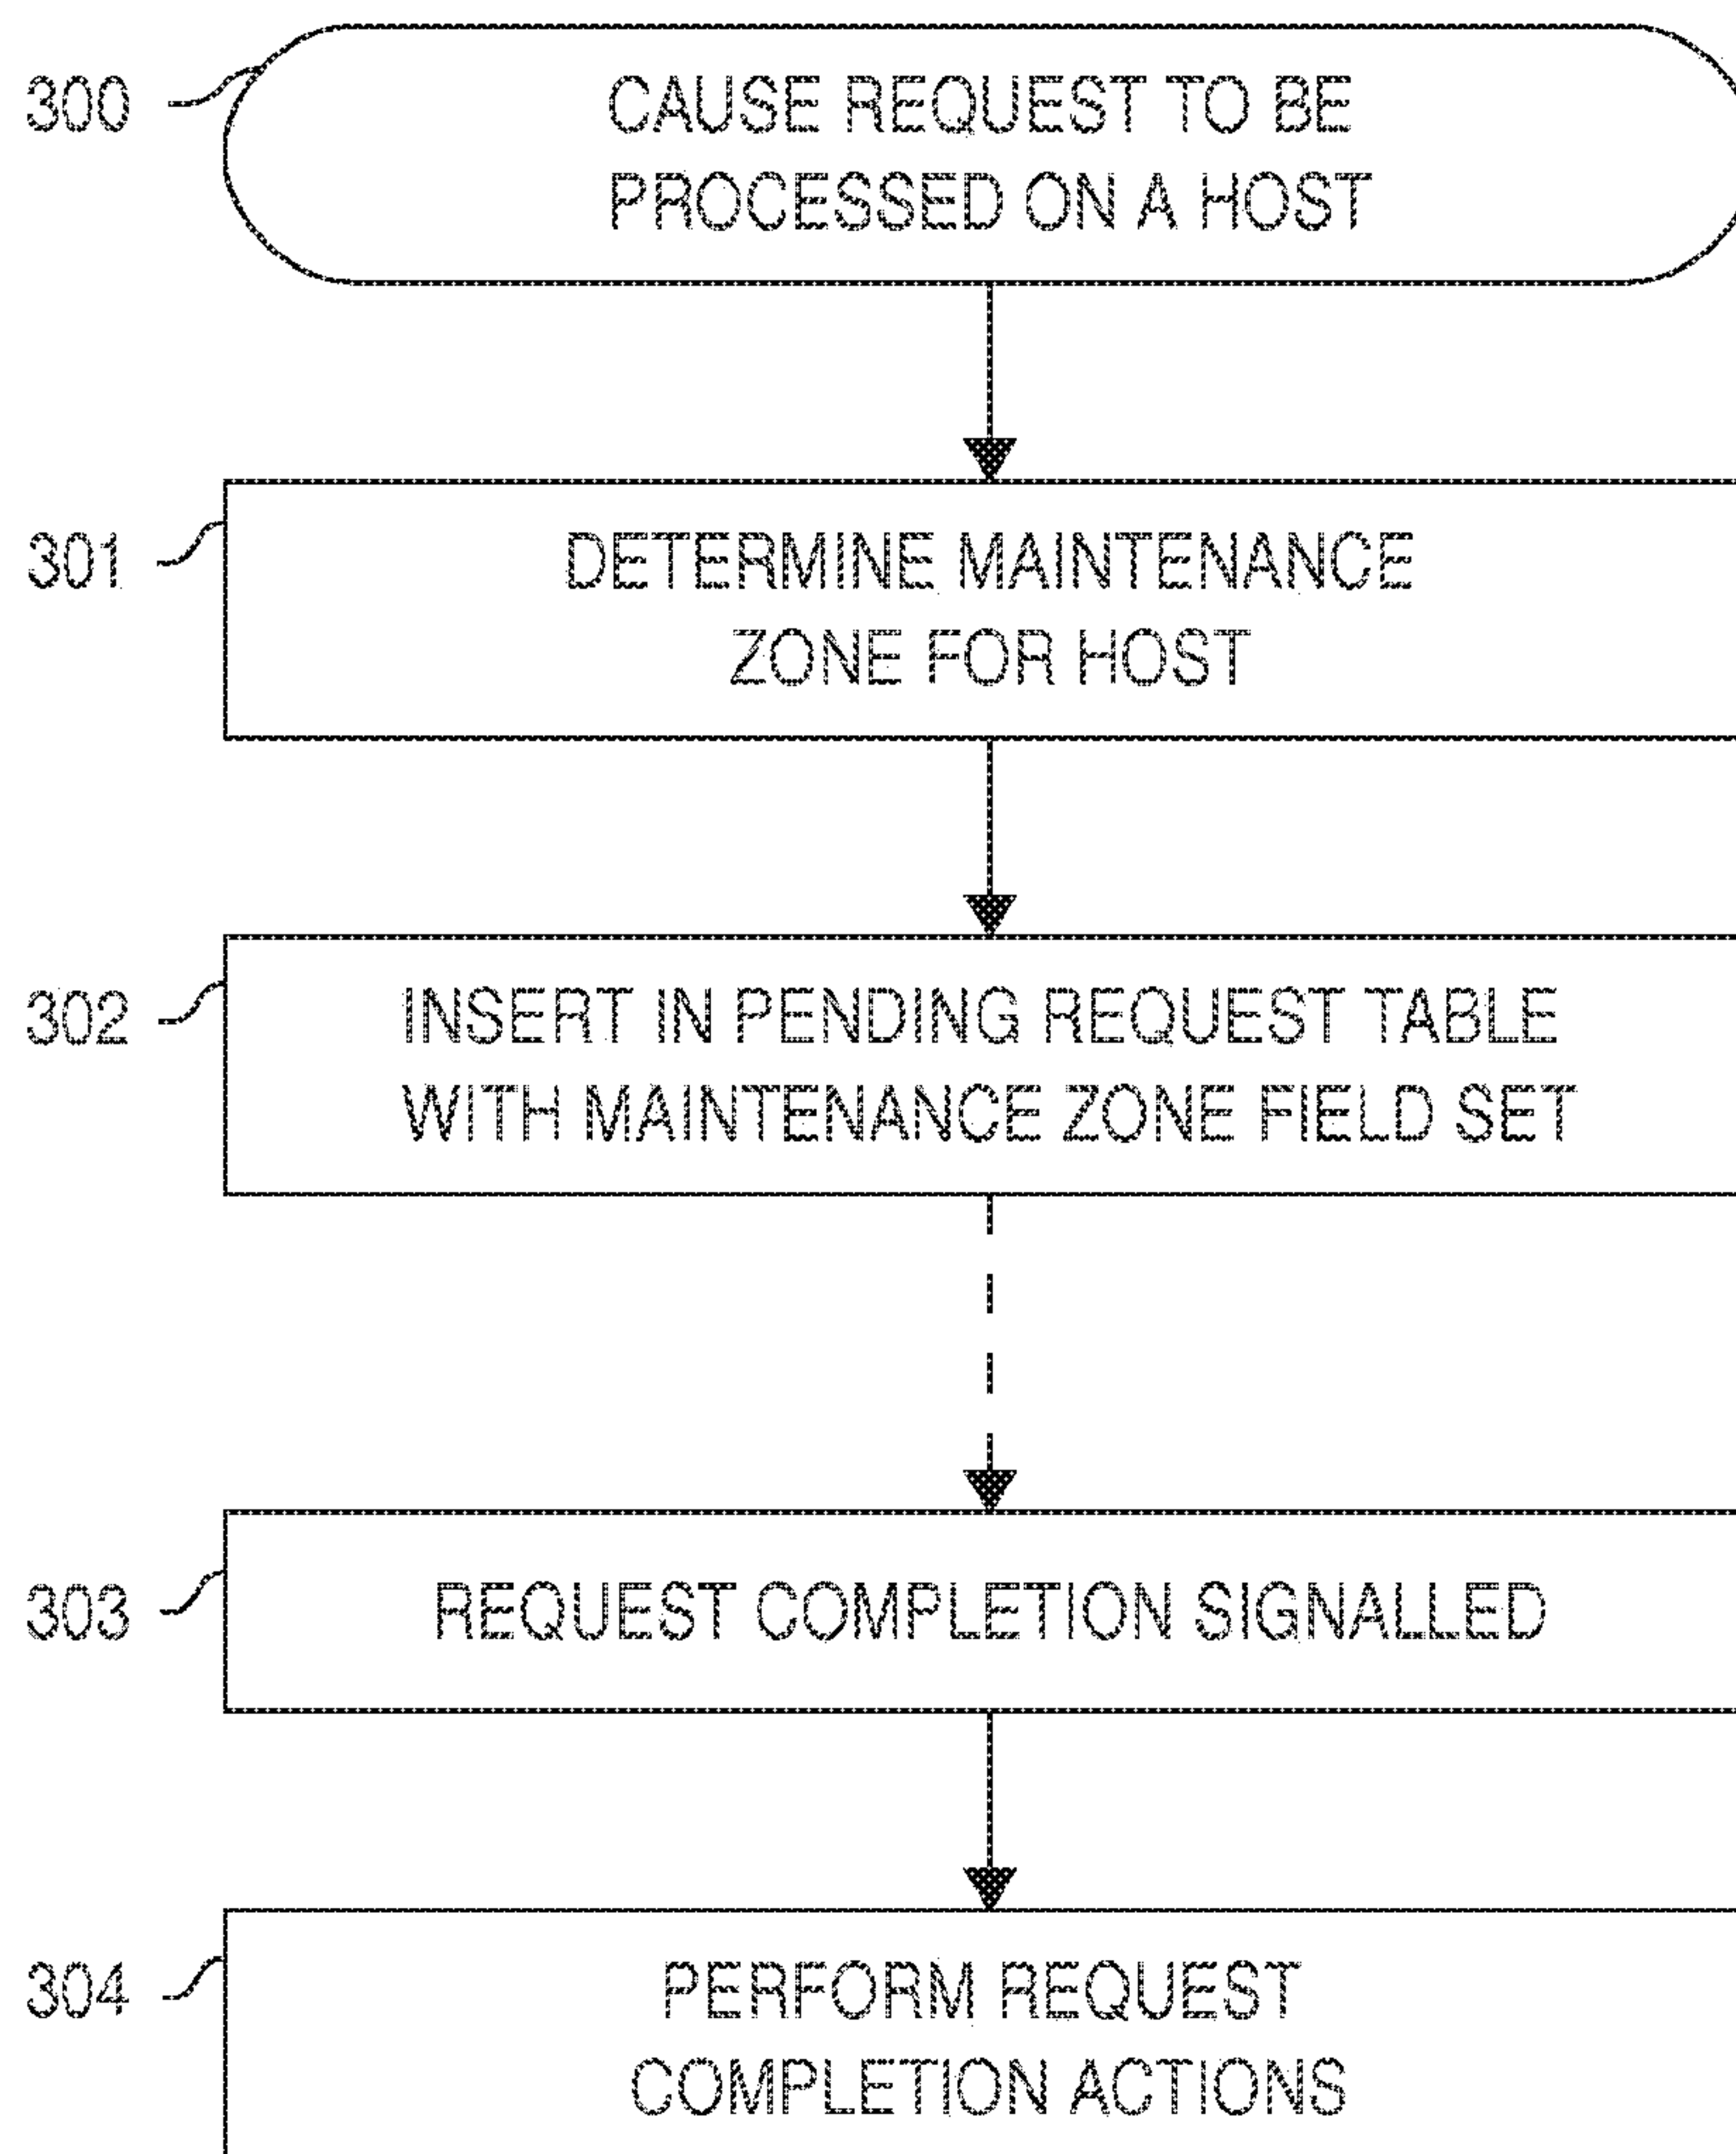 300
CAUSE REQUEST TO BE
PROCESSED ON A HOST
301
DETERMINE MAINTENANCE
ZONE FOR HOST
302
INSERT IN PENDING REQUEST TABLE
WITH MAINTENANCE ZONE FIELD SET
303
REQUEST COMPLETION SIGNALLED
304
PERFORM REQUEST
COMPLETION ACTIONS